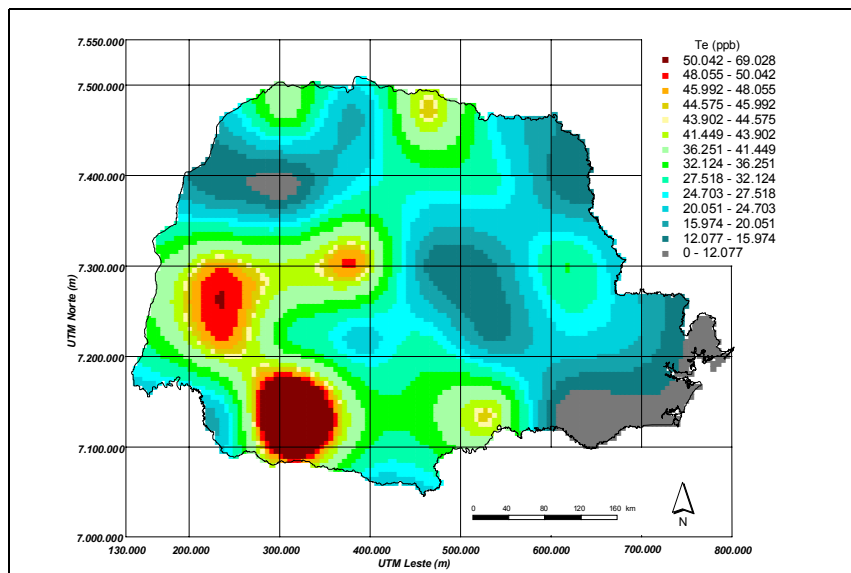 7.550.000
Te (ppb)
50.042 - 69.028
48.055 - 50.042
45.992 - 48.055
44.575 - 45.992
43.902 - 44.575
41.449 - 43.902
36.251 - 41.449
32.124 - 36.251
27.518 - 32.124
24.703 - 27.518
20.051 - 24.703
15.974 - 20.051
12.077 - 15.974
0 - 12.077
7.500.000
7.400.000
7.300.000
7.200.000
7.100.000
7.000.000
UTM Norte (m)
0 40 80 120 160 km
N
130.000 200.000 300.000 400.000 500.000 600.000 700.000 800.000
UTM Leste (m)